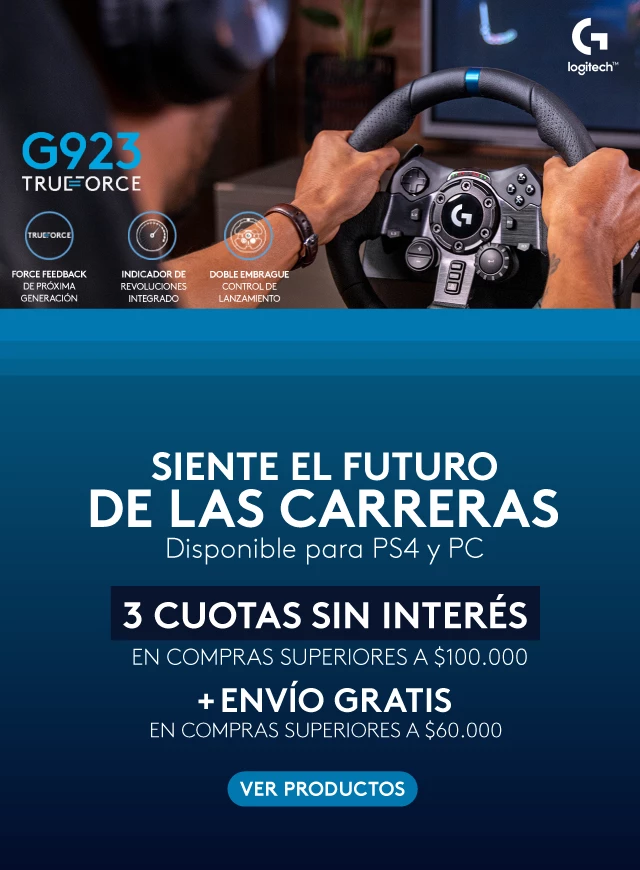 logitech™
G923
TRUEFORCE
TRUEFORCE
FORCE FEEDBACK
DE PRÓXIMA
GENERACIÓN
INDICADOR DE
REVOLUCIONES
INTEGRADO
DOBLE EMBRAGUE
CONTROL DE
LANZAMIENTO
SIENTE EL FUTURO
DE LAS CARRERAS
Disponible para PS4 y PC
3 CUOTAS SIN INTERÉS
EN COMPRAS SUPERIORES A $100.000
+ ENVÍO GRATIS
EN COMPRAS SUPERIORES A $60.000
VER PRODUCTOS